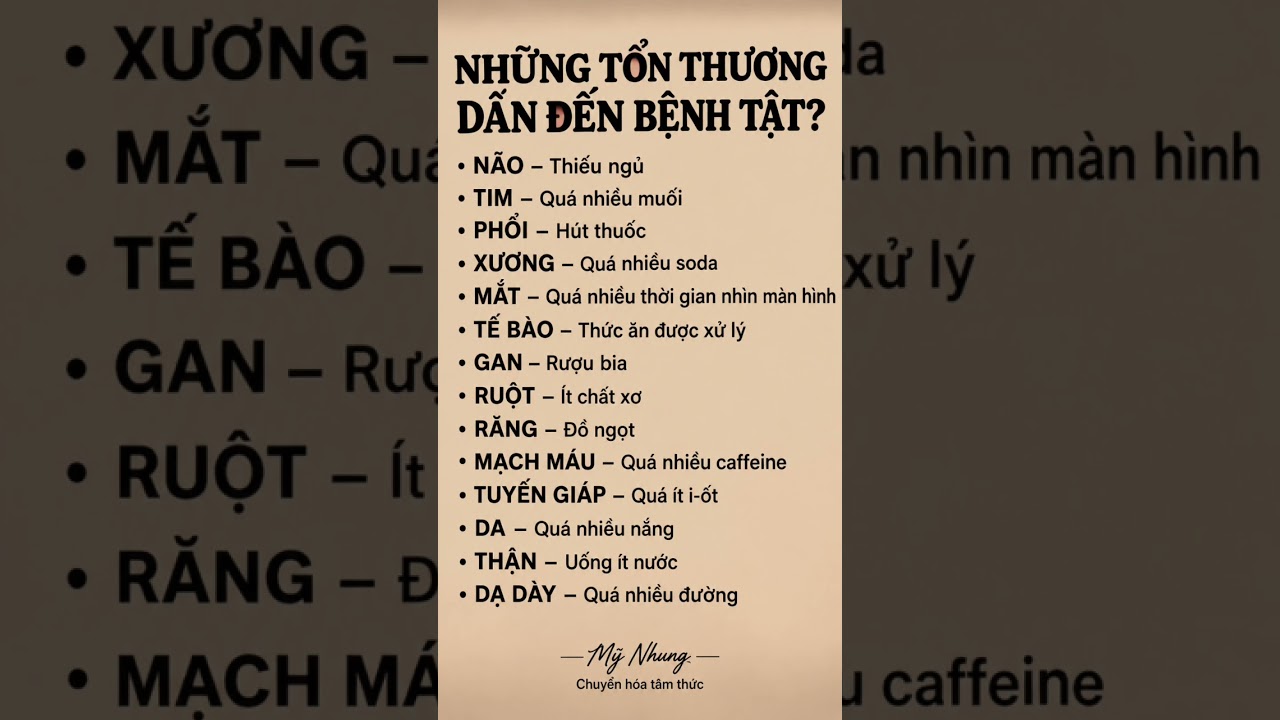 NHỮNG TỔN THƯƠNG
DẪN ĐẾN BỆNH TẬT?
• NÃO – Thiếu ngủ
• TIM – Quá nhiều muối
• PHỔI – Hút thuốc
• XƯƠNG – Quá nhiều soda
• MẮT – Quá nhiều thời gian nhìn màn hình
• TẾ BÀO – Thức ăn được xử lý
• GAN – Rượu bia
• RUỘT – Ít chất xơ
• RĂNG – Đồ ngọt
• MẠCH MÁU – Quá nhiều caffeine
• TUYẾN GIÁP – Quá ít i-ốt
• DA – Quá nhiều nắng
• THẬN – Uống ít nước
• DẠ DÀY – Quá nhiều đường
— Mỹ Nhung —
Chuyển hóa tâm thức